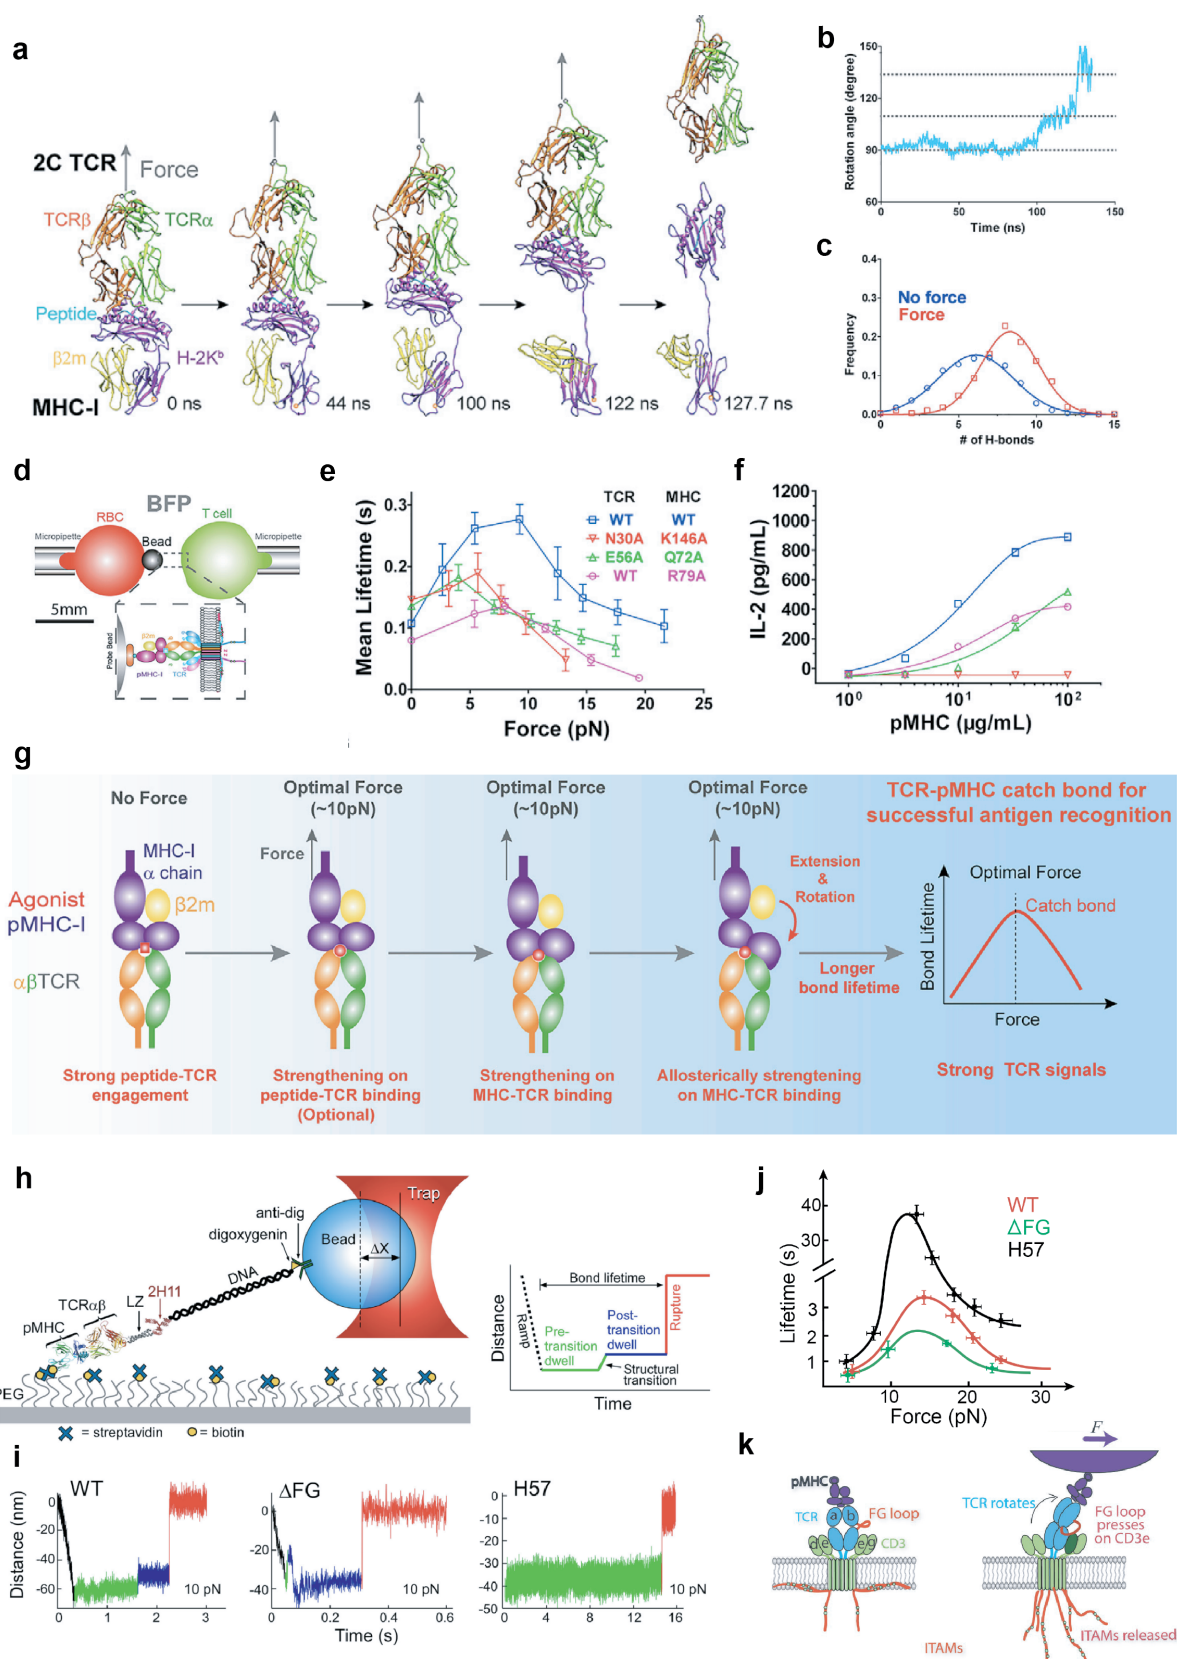 a
2C TCR
Force
TCRβ
TCRα
Peptide
β2m
H-2Kᵇ
MHC-I
0 ns
44 ns
100 ns
122 ns
127.7 ns
b
Rotation angle (degree)
150
120
90
60
0
50
100
150
Time (ns)
c
Frequency
0.4
0.3
0.2
0.1
0.0
No force
Force
0
5
10
15
# of H-bonds
d
BFP
RBC
T cell
Micropipette
Bead
Micropipette
5mm
Probe Bead
β2m
pMHC-I
TCR
e
Mean Lifetime (s)
0.3
0.2
0.1
0.0
TCR MHC
WT WT
N30A K146A
E56A Q72A
WT R79A
0
5
10
15
20
25
Force (pN)
f
IL-2 (pg/mL)
1200
1000
800
600
400
200
0
10⁰
10¹
10²
pMHC (µg/mL)
g
No Force
Optimal Force
(~10pN)
Optimal Force
(~10pN)
Optimal Force
(~10pN)
TCR-pMHC catch bond for
successful antigen recognition
Force
MHC-I
α chain
β2m
Agonist
pMHC-I
αβTCR
Extension
&
Rotation
Longer
bond lifetime
Optimal Force
Catch bond
Bond Lifetime
Force
Strong peptide-TCR
engagement
Strengthening on
peptide-TCR binding
(Optional)
Strengthening on
MHC-TCR binding
Allosterically strengtening
on MHC-TCR binding
Strong TCR signals
h
Trap
anti-dig
digoxygenin
Bead
ΔX
DNA
2H11
LZ
TCRαβ
pMHC
PEG
= streptavidin
= biotin
Distance
Ramp
Bond lifetime
Pre-
transition
dwell
Post-
transition
dwell
Structural
transition
Rupture
Time
i
WT
Distance (nm)
0
-20
-40
-60
0
1
2
3
10 pN
ΔFG
0
-20
-40
0
0.2
0.4
0.6
10 pN
Time (s)
H57
0
-10
-20
-30
-40
-50
0
4
8
12
16
10 pN
j
Lifetime (s)
40
30
3
2
1
WT
ΔFG
H57
10
20
30
Force (pN)
k
F
pMHC
TCR
a
b
FG loop
d
e
e
g
CD3
ITAMs
TCR rotates
FG loop
presses
on CD3e
ITAMs released